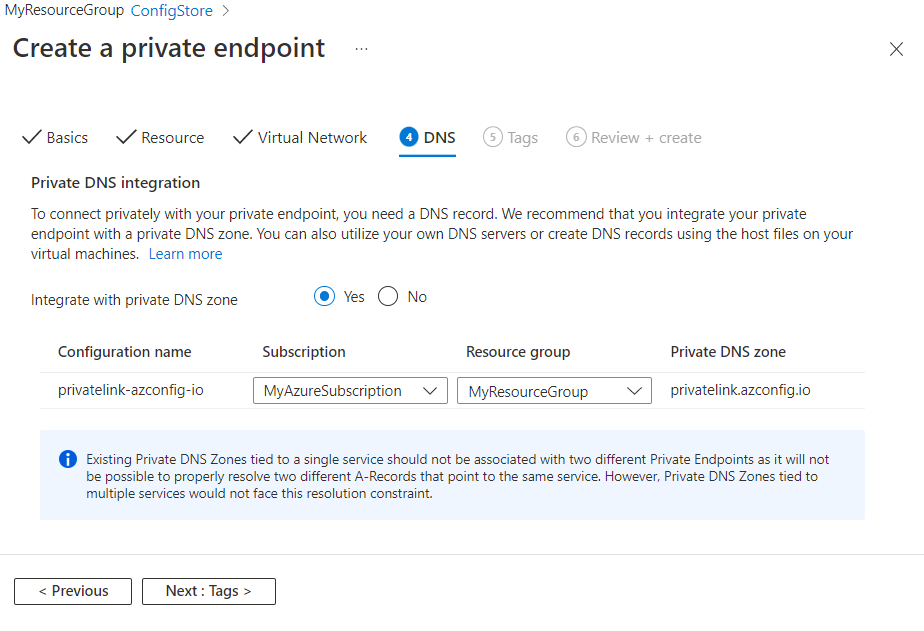 MyResourceGroup ConfigStore >
Create a private endpoint ...
Basics Resource Virtual Network 4 DNS 5 Tags 6 Review + create
Private DNS integration
To connect privately with your private endpoint, you need a DNS record. We recommend that you integrate your private
endpoint with a private DNS zone. You can also utilize your own DNS servers or create DNS records using the host files on your
virtual machines. Learn more
Integrate with private DNS zone Yes No
Configuration name Subscription Resource group Private DNS zone
privatelink-azconfig-io MyAzureSubscription MyResourceGroup privatelink.azconfig.io
Existing Private DNS Zones tied to a single service should not be associated with two different Private Endpoints as it will not
be possible to properly resolve two different A-Records that point to the same service. However, Private DNS Zones tied to
multiple services would not face this resolution constraint.
< Previous Next : Tags >